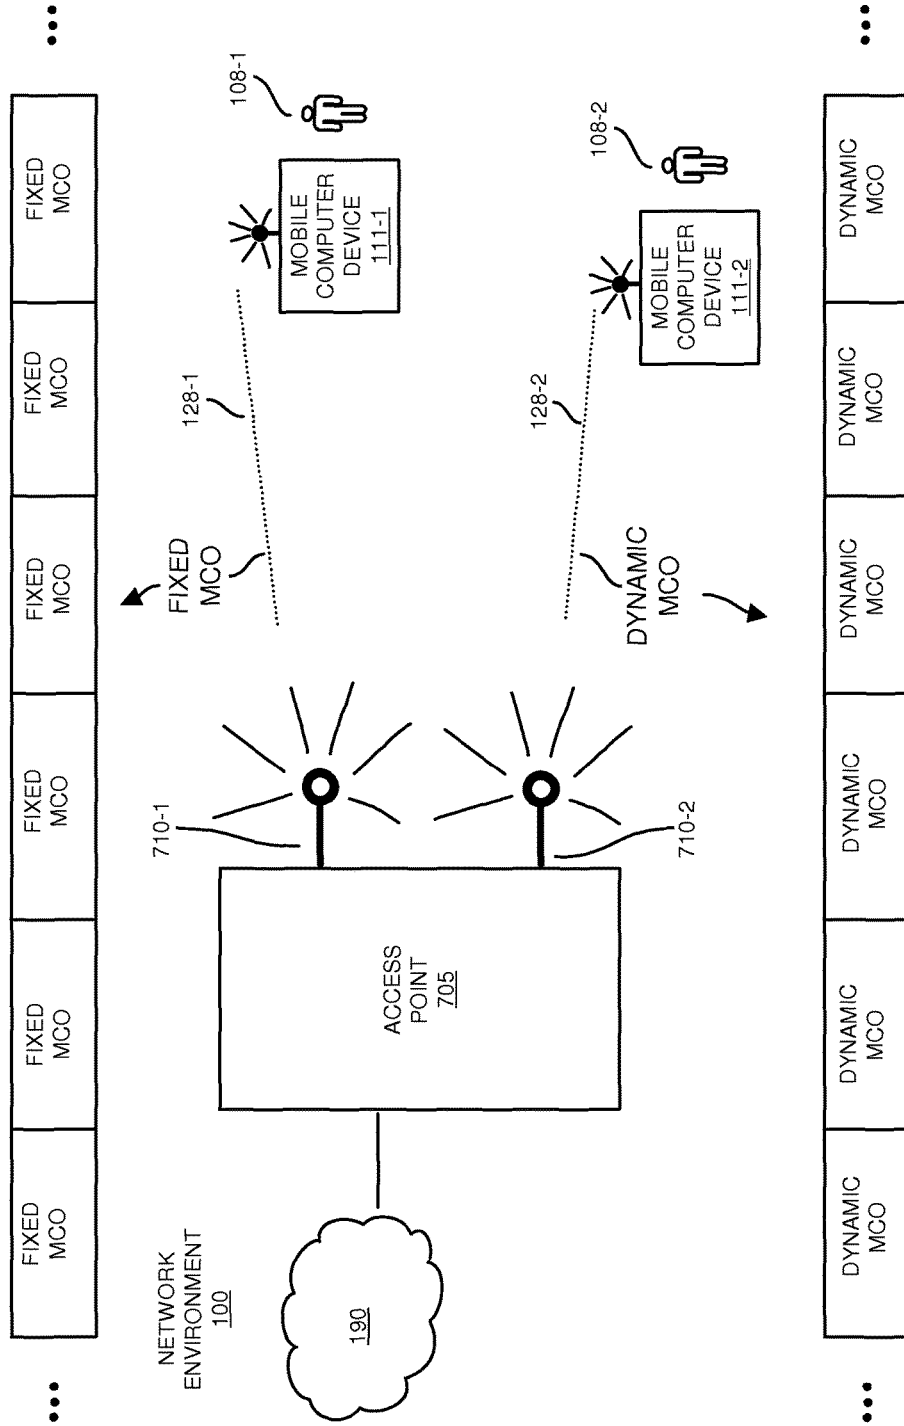 •••
FIXED
MCO
FIXED
MCO
FIXED
MCO
FIXED
MCO
FIXED
MCO
FIXED
MCO
•••
NETWORK
ENVIRONMENT
100
710-1
FIXED
MCO
128-1
108-1
MOBILE
COMPUTER
DEVICE
111-1
190
ACCESS
POINT
705
128-2
108-2
DYNAMIC
MCO
MOBILE
COMPUTER
DEVICE
111-2
710-2
•••
DYNAMIC
MCO
DYNAMIC
MCO
DYNAMIC
MCO
DYNAMIC
MCO
DYNAMIC
MCO
DYNAMIC
MCO
•••